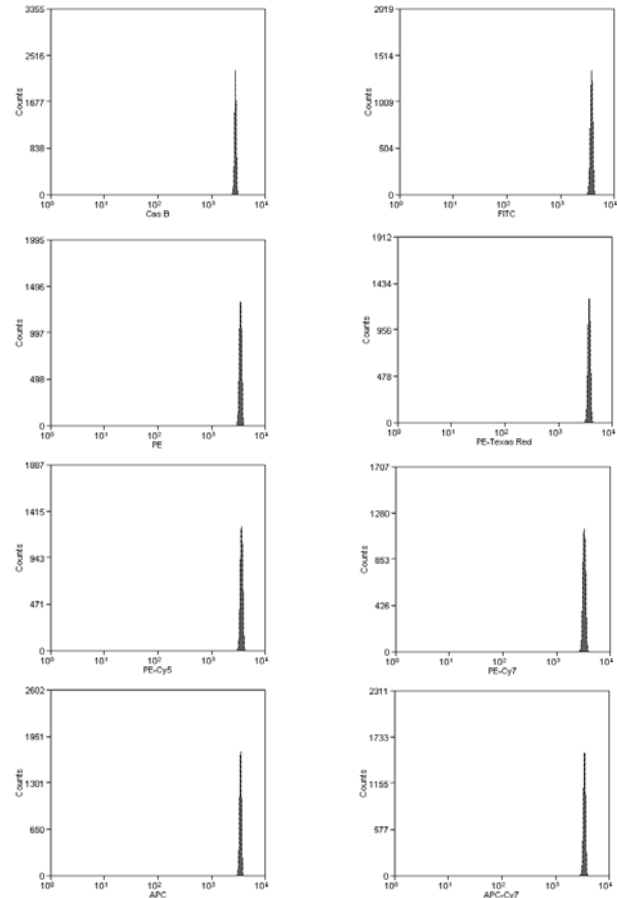 3355
2516
1677
838
0
Counts
10⁰ 10¹ 10² 10³ 10⁴
Cas B
2019
1514
1009
504
0
Counts
10⁰ 10¹ 10² 10³ 10⁴
FITC
1995
1496
997
498
0
Counts
10⁰ 10¹ 10² 10³ 10⁴
PE
1912
1434
956
478
0
Counts
10⁰ 10¹ 10² 10³ 10⁴
PE-Texas Red
1887
1415
943
471
0
Counts
10⁰ 10¹ 10² 10³ 10⁴
PE-Cy5
1707
1280
853
426
0
Counts
10⁰ 10¹ 10² 10³ 10⁴
PE-Cy7
2602
1951
1301
650
0
Counts
10⁰ 10¹ 10² 10³ 10⁴
APC
2311
1733
1155
577
0
Counts
10⁰ 10¹ 10² 10³ 10⁴
APC-Cy7